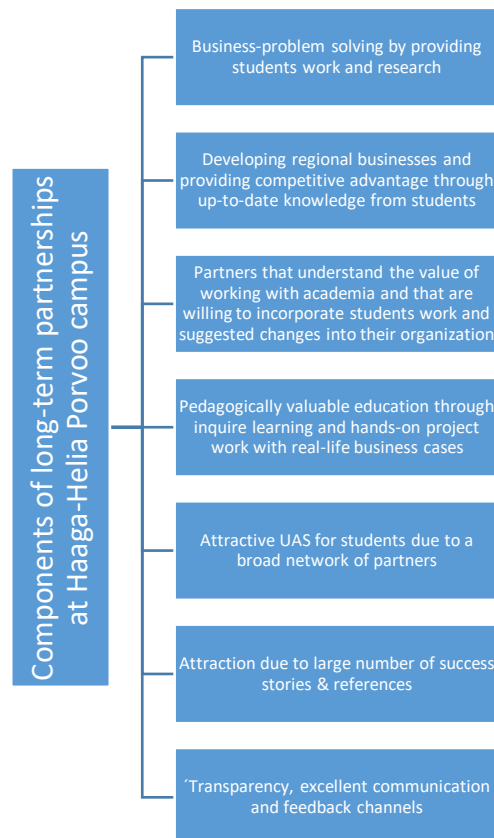 Components of long-term partnerships
at Haaga-Helia Porvoo campus
Business-problem solving by providing
students work and research
Developing regional businesses and
providing competitive advantage through
up-to-date knowledge from students
Partners that understand the value of
working with academia and that are
willing to incorporate students work and
suggested changes into their organization
Pedagogically valuable education through
inquire learning and hands-on project
work with real-life business cases
Attractive UAS for students due to a
broad network of partners
Attraction due to large number of success
stories & references
´Transparency, excellent communication
and feedback channels